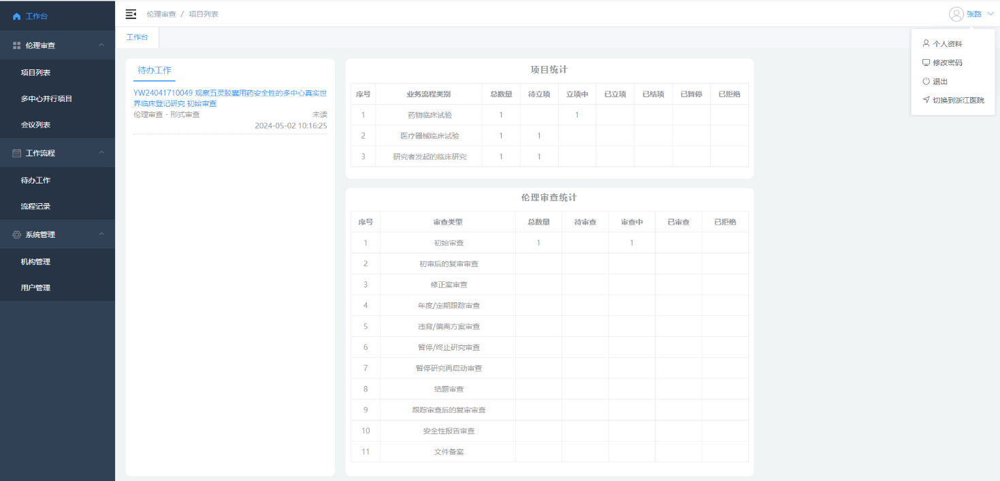 工作台
伦理审查
项目列表
多中心并行项目
会议列表
工作流程
待办工作
流程记录
系统管理
机构管理
用户管理
伦理审查 / 项目列表
张路
工作台
个人资料
修改密码
退出
切换到浙江医院
待办工作
YW24041710049 观察五灵胶囊用药安全性的多中心真实世
界临床登记研究 初始审查
伦理审查 - 形式审查 未读
2024-05-02 10:16:25
项目统计
序号 业务流程类别 总数量 待立项 立项中 已立项 已结项 已暂停 已拒绝
1 药物临床试验 1 1
2 医疗器械临床试验 1 1
3 研究者发起的临床研究 1 1
伦理审查统计
序号 审查类型 总数量 待审查 审查中 已审查 已拒绝
1 初始审查 1 1
2 初审后的复审审查
3 修正案审查
4 年度/定期跟踪审查
5 违背/偏离方案审查
6 暂停/终止研究审查
7 暂停研究再启动审查
8 结题审查
9 跟踪审查后的复审审查
10 安全性报告审查
11 文件备案